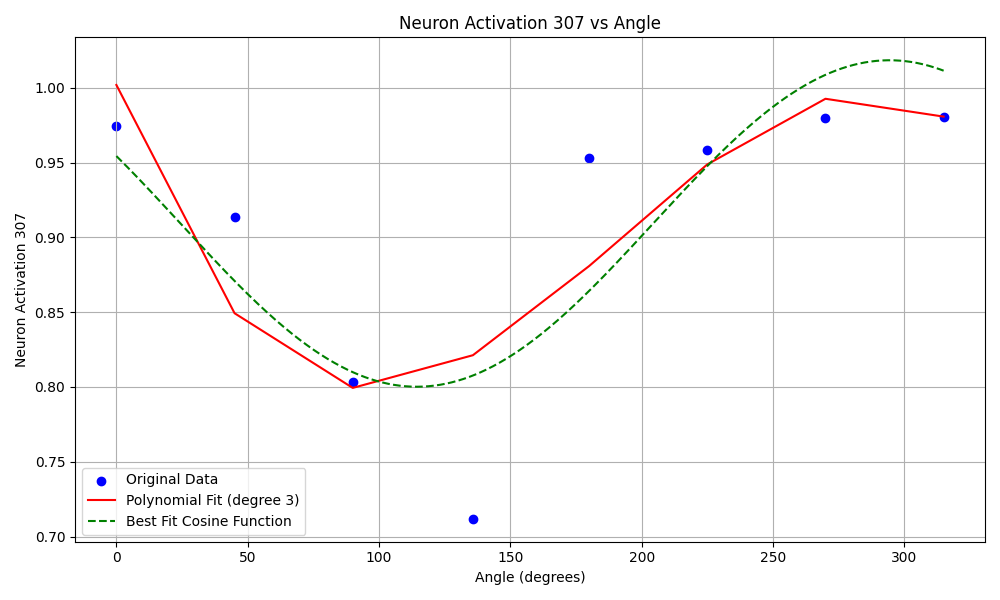 Neuron Activation 307 vs Angle
Neuron Activation 307
1.00
0.95
0.90
0.85
0.80
0.75
0.70
Original Data
Polynomial Fit (degree 3)
Best Fit Cosine Function
0 50 100 150 200 250 300
Angle (degrees)